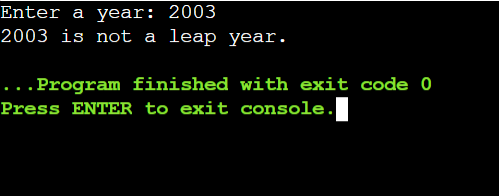 Enter a year: 2003
2003 is not a leap year.
...Program finished with exit code 0
Press ENTER to exit console.